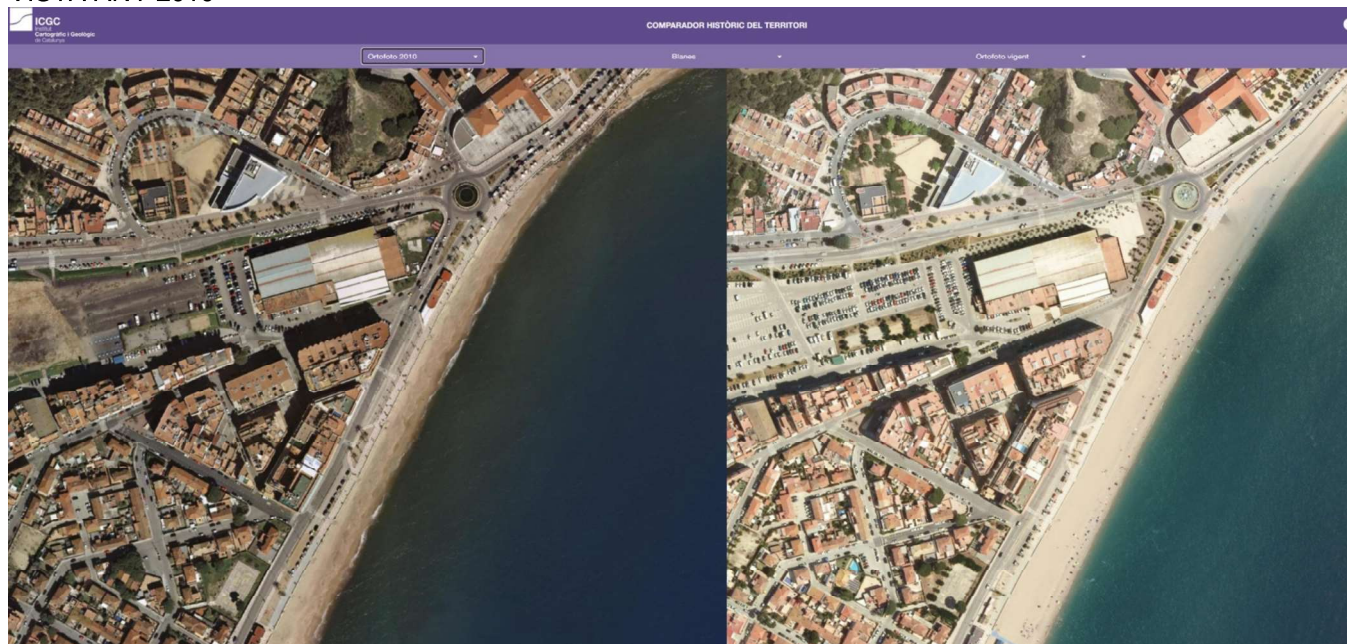 ICGC
Institut
Cartogràfic i Geològic
de Catalunya
COMPARADOR HISTÒRIC DEL TERRITORI
Ortofoto 2010
Blanes
Ortofoto vigent